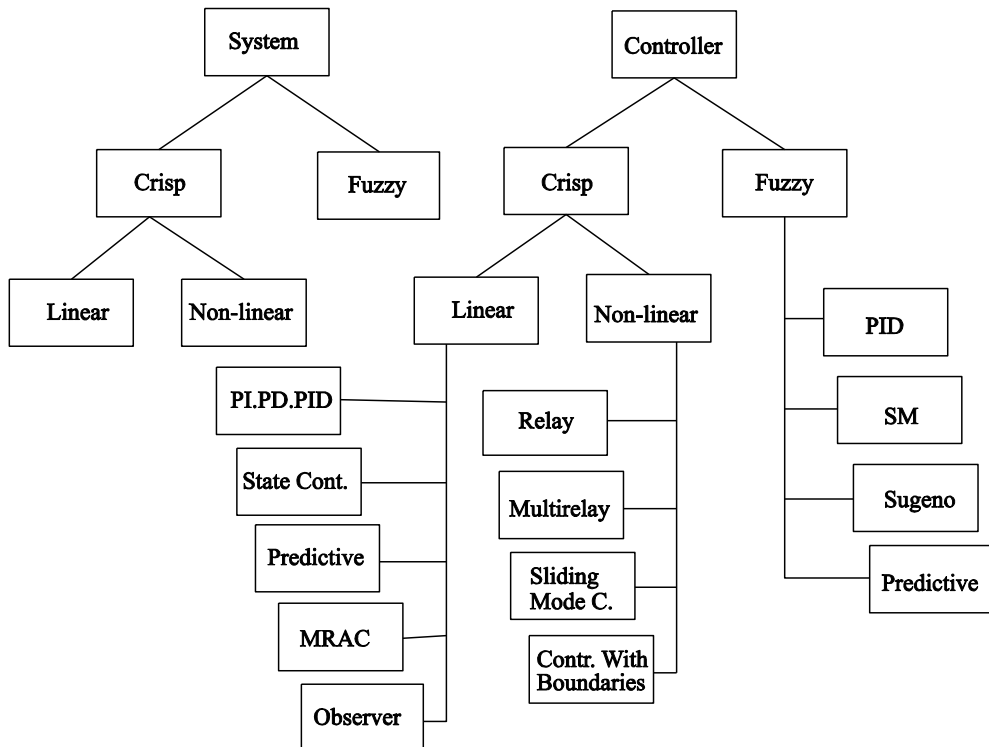 System
Controller
Crisp
Fuzzy
Crisp
Fuzzy
Linear
Non-linear
Linear
Non-linear
PI.PD.PID
State Cont.
Predictive
MRAC
Observer
Relay
Multirelay
Sliding
Mode C.
Contr. With
Boundaries
PID
SM
Sugeno
Predictive